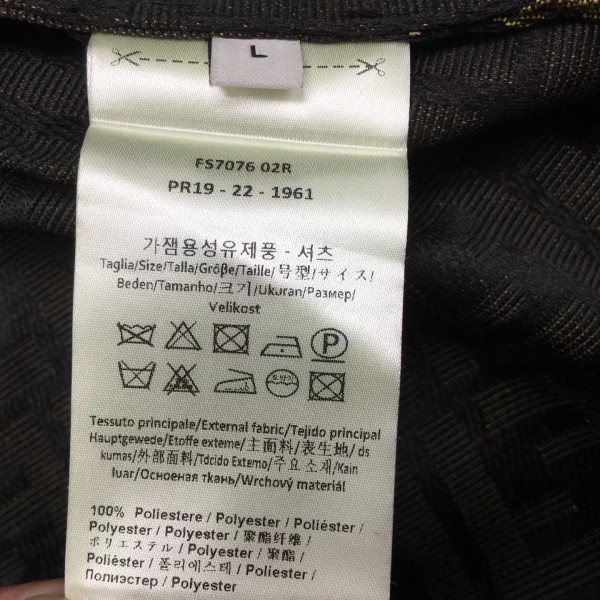 L
FS7076 02R
PR19 - 22 - 1961
가잼용성유제풍 - 셔츠
Taglia/Size/Talla/Größe/Taille/号型/サイズ/
Beden/Tamanho/크기/Ukuran/Размер/
Velikost
P
Tessuto principale/External fabric/Tejido principal
Hauptgewede/Etoffe exteme/主面料/表生地/ds
kumas/外部面料/Tdcido Extemo/주요 소재/Kain
luar/Осноеная ткань/Wrchový materiál
100% Poliestere / Polyester / Poliéster /
Polyester / Polyester / 聚酯纤维 /
ポリエステル / Polyester / 聚酯 /
Poliéster / 폴리에스테 / Polyester /
Полиэстер / Polyester